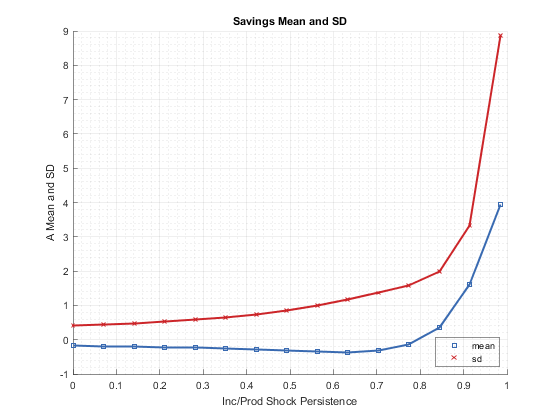 Savings Mean and SD
9
8
7
6
5
4
3
2
1
0
-1
A Mean and SD
0 0.1 0.2 0.3 0.4 0.5 0.6 0.7 0.8 0.9 1
Inc/Prod Shock Persistence
mean
sd